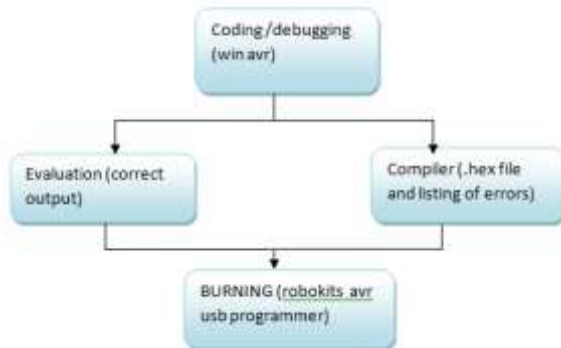 Coding/debugging
(win avr)
Evaluation (correct
output)
Compiler (.hex file
and listing of errors)
BURNING (robokits avr
usb programmer)